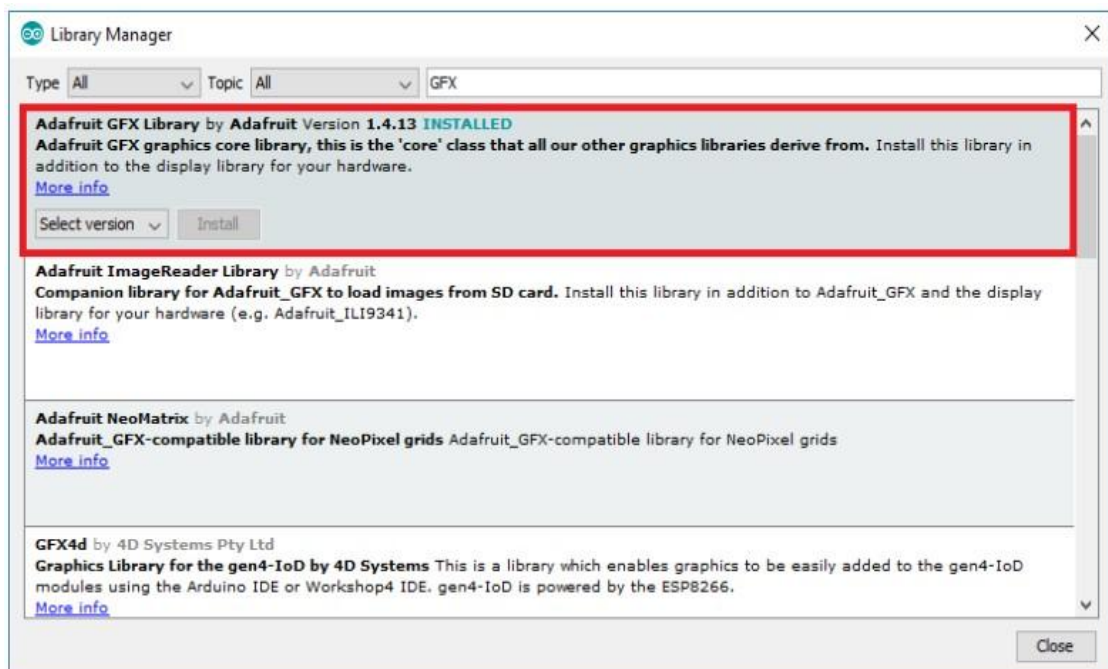 Library Manager
Type All Topic All GFX
Adafruit GFX Library by Adafruit Version 1.4.13 INSTALLED
Adafruit GFX graphics core library, this is the 'core' class that all our other graphics libraries derive from. Install this library in
addition to the display library for your hardware.
More info
Select version Install
Adafruit ImageReader Library by Adafruit
Companion library for Adafruit_GFX to load images from SD card. Install this library in addition to Adafruit_GFX and the display
library for your hardware (e.g. Adafruit_ILI9341).
More info
Adafruit NeoMatrix by Adafruit
Adafruit_GFX-compatible library for NeoPixel grids Adafruit_GFX-compatible library for NeoPixel grids
More info
GFX4d by 4D Systems Pty Ltd
Graphics Library for the gen4-IoD by 4D Systems This is a library which enables graphics to be easily added to the gen4-IoD
modules using the Arduino IDE or Workshop4 IDE. gen4-IoD is powered by the ESP8266.
More info
Close